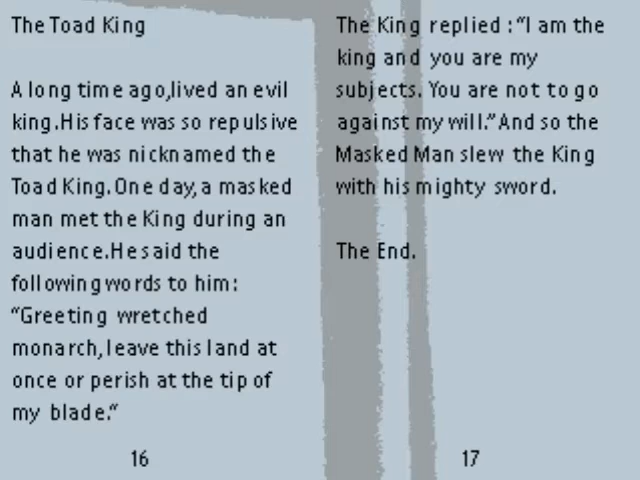 The Toad King
A long time ago,lived an evil
king.His face was so repulsive
that he was nicknamed the
Toad King.One day,a masked
man met the King during an
audience.He said the
following words to him:
"Greeting wretched
monarch,leave this land at
once or perish at the tip of
my blade."
16
The King replied :"I am the
king and you are my
subjects. You are not to go
against my will."And so the
Masked Man slew the King
with his mighty sword.
The End.
17